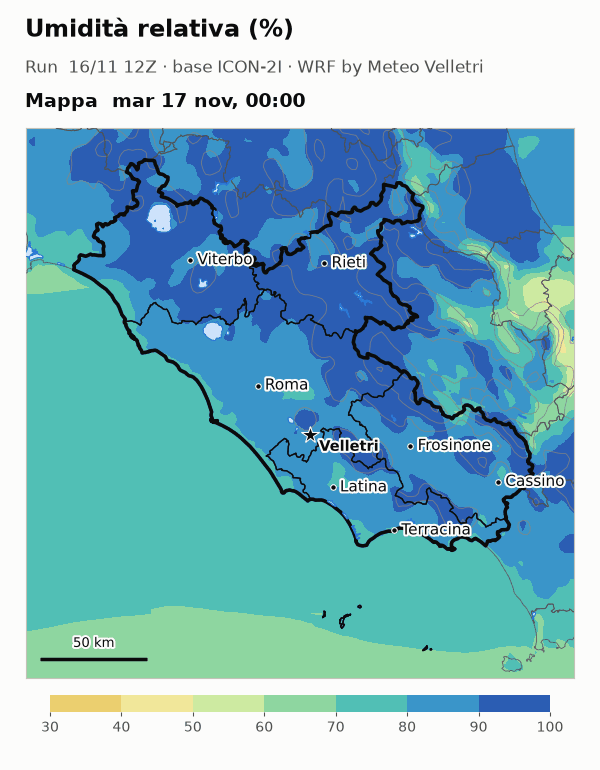 Umidità relativa (%)
Run  16/11 12Z · base ICON-2I · WRF by Meteo Velletri
Mappa  mar 17 nov, 00:00
Viterbo
Rieti
Roma
Velletri
Frosinone
Cassino
Latina
Terracina
50 km
30 40 50 60 70 80 90 100